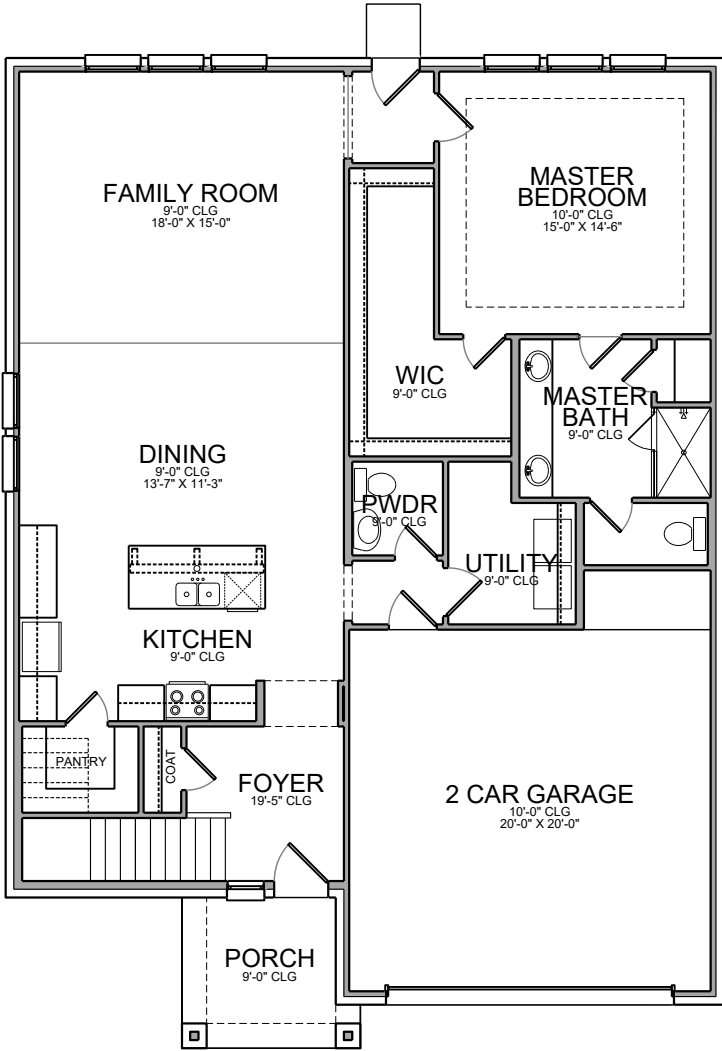 FAMILY ROOM
9'-0" CLG
18'-0" X 15'-0"
MASTER
BEDROOM
10'-0" CLG
15'-0" X 14'-6"
WIC
9'-0" CLG
MASTER
BATH
9'-0" CLG
DINING
9'-0" CLG
13'-7" X 11'-3"
PWDR
9'-0" CLG
UTILITY
9'-0" CLG
KITCHEN
9'-0" CLG
PANTRY
COAT
FOYER
19'-5" CLG
2 CAR GARAGE
10'-0" CLG
20'-0" X 20'-0"
PORCH
9'-0" CLG